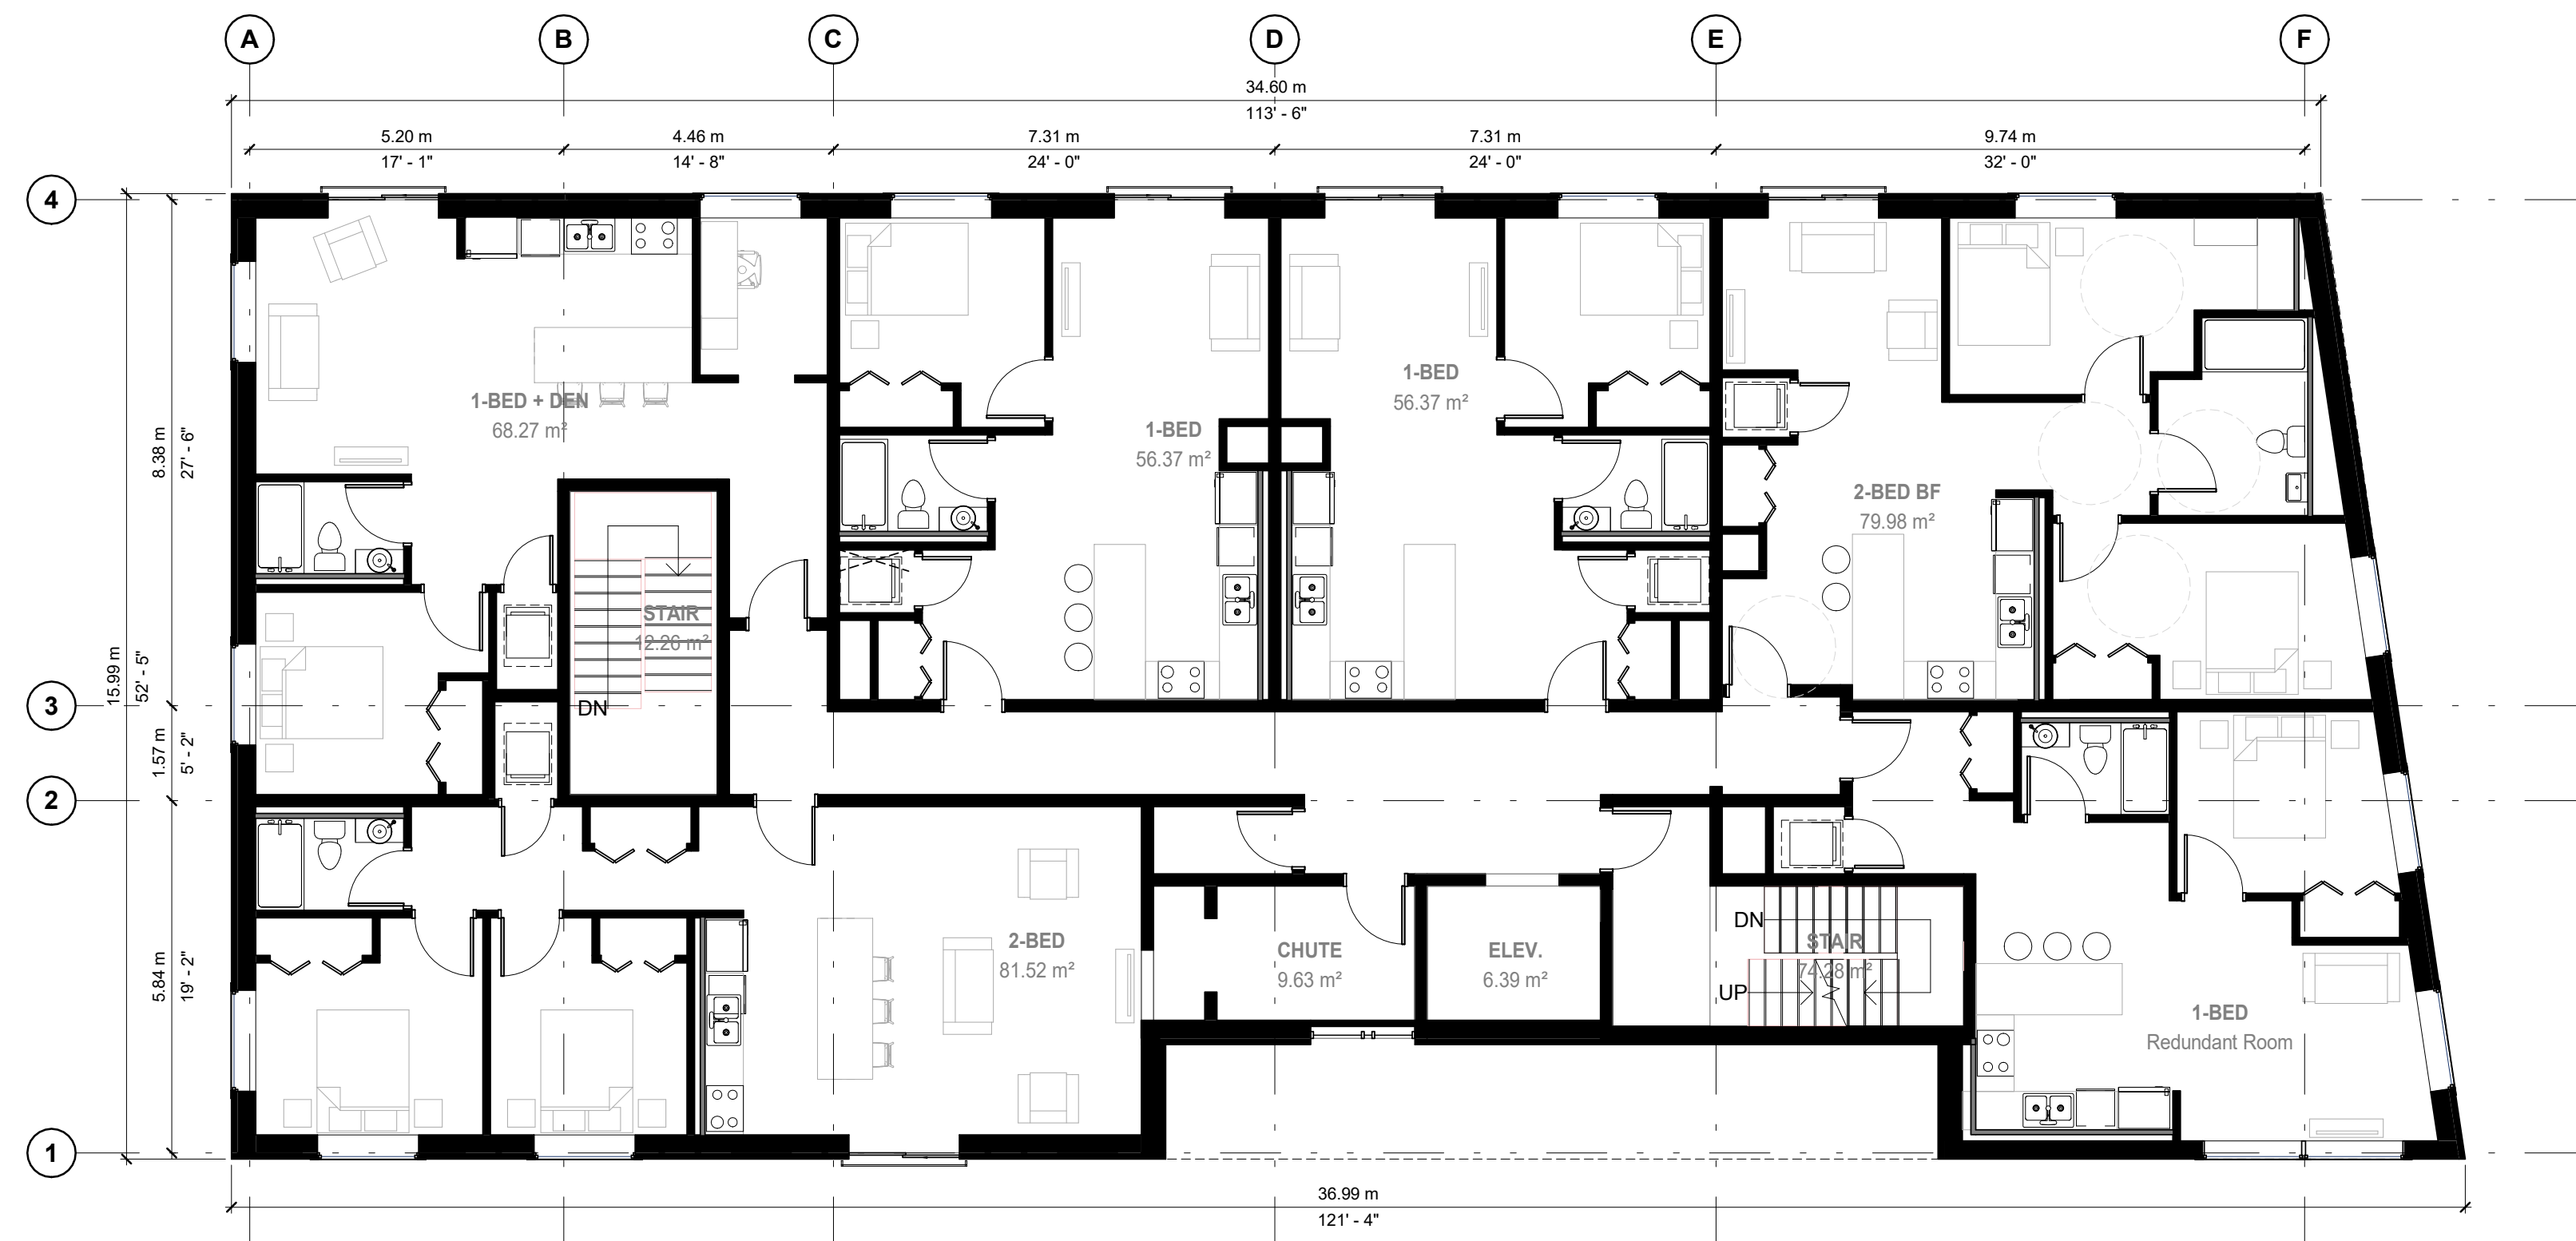 A B C D E F
34.60 m
113' - 6"
5.20 m 4.46 m 7.31 m 7.31 m 9.74 m
17' - 1" 14' - 8" 24' - 0" 24' - 0" 32' - 0"
4
3
2
1
8.38 m
27' - 6"
15.99 m
52' - 5"
1.57 m
5' - 2"
5.84 m
19' - 2"
1-BED + DEN
68.27 m²
1-BED
56.37 m²
1-BED
56.37 m²
2-BED BF
79.98 m²
STAIR
12.26 m²
DN
2-BED
81.52 m²
CHUTE
9.63 m²
ELEV.
6.39 m²
DN
STAIR
74.28 m²
UP
1-BED
Redundant Room
36.99 m
121' - 4"